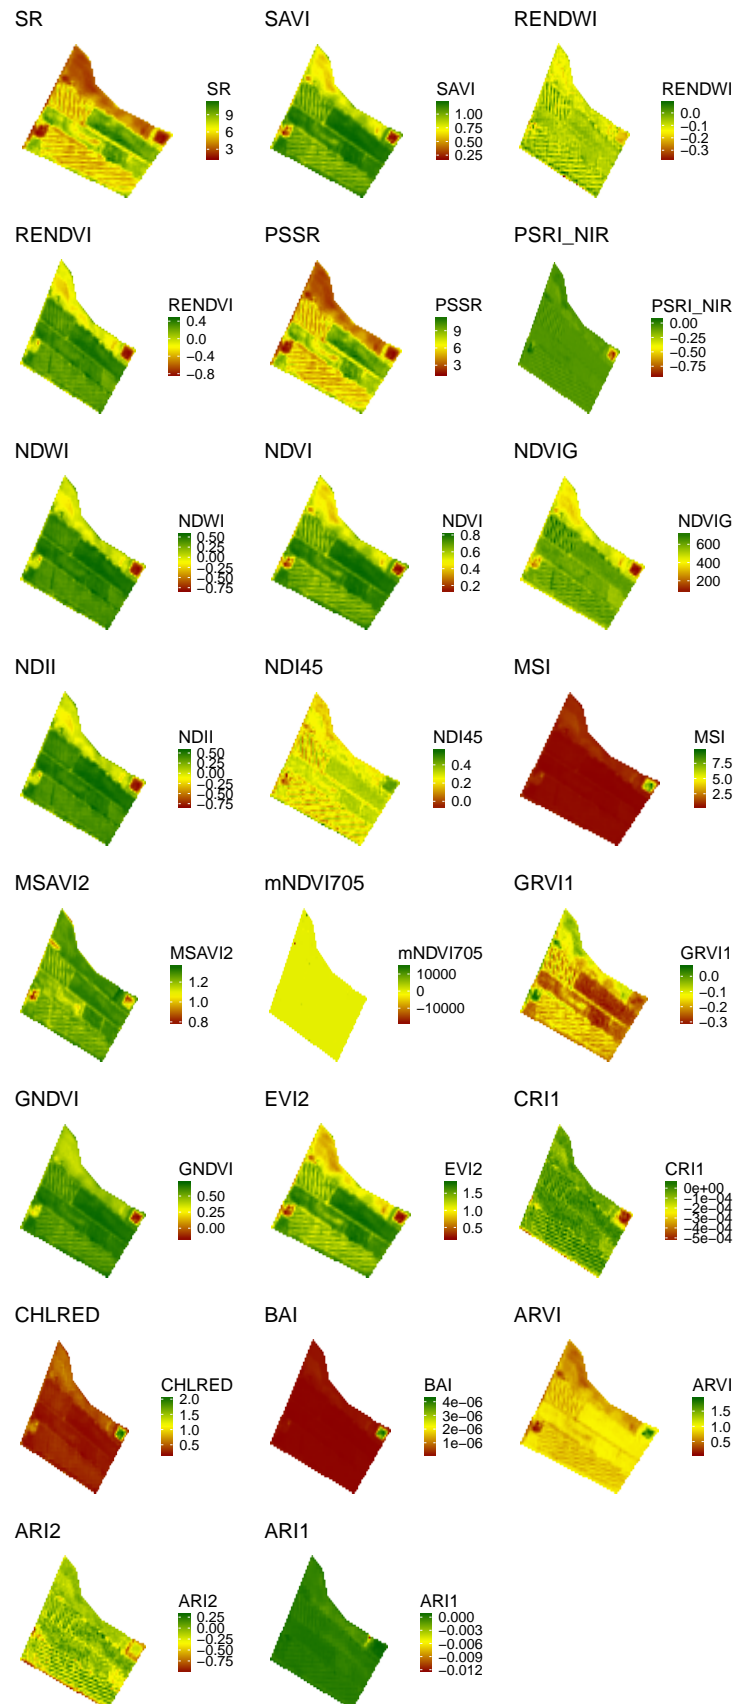 SR
SAVI
RENDWI
SR
9
6
3
SAVI
1.00
0.75
0.50
0.25
RENDWI
0.0
−0.1
−0.2
−0.3
RENDVI
PSSR
PSRI_NIR
RENDVI
0.4
0.0
−0.4
−0.8
PSSR
9
6
3
PSRI_NIR
0.00
−0.25
−0.50
−0.75
NDWI
NDVI
NDVIG
NDWI
0.50
0.25
0.00
−0.25
−0.50
−0.75
NDVI
0.8
0.6
0.4
0.2
NDVIG
600
400
200
NDII
NDI45
MSI
NDII
0.50
0.25
0.00
−0.25
−0.50
−0.75
NDI45
0.4
0.2
0.0
MSI
7.5
5.0
2.5
MSAVI2
mNDVI705
GRVI1
MSAVI2
1.2
1.0
0.8
mNDVI705
10000
0
−10000
GRVI1
0.0
−0.1
−0.2
−0.3
GNDVI
EVI2
CRI1
GNDVI
0.50
0.25
0.00
EVI2
1.5
1.0
0.5
CRI1
0e+00
−1e−04
−2e−04
−3e−04
−4e−04
−5e−04
CHLRED
BAI
ARVI
CHLRED
2.0
1.5
1.0
0.5
BAI
4e−06
3e−06
2e−06
1e−06
ARVI
1.5
1.0
0.5
ARI2
ARI1
ARI2
0.25
0.00
−0.25
−0.50
−0.75
ARI1
0.000
−0.003
−0.006
−0.009
−0.012